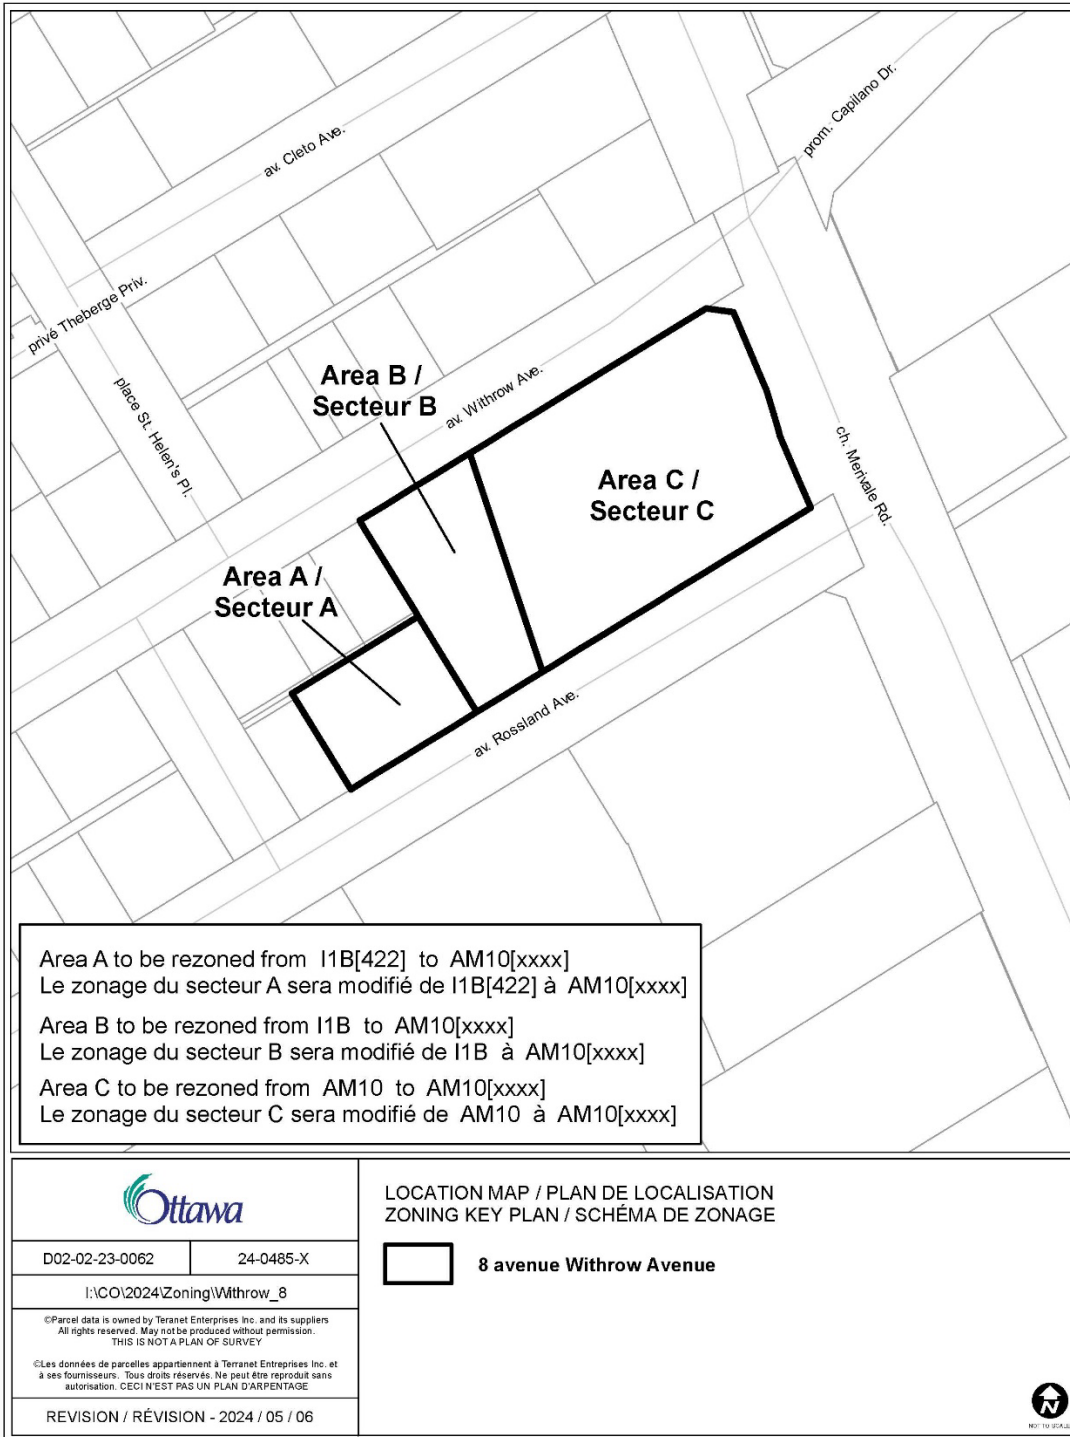 prom. Capilano Dr.
av. Cleto Ave.
privé Theberge Priv.
place St. Helen's Pl.
av. Withrow Ave.
ch. Merivale Rd.
av. Rossland Ave.
Area B /
Secteur B
Area C /
Secteur C
Area A /
Secteur A
Area A to be rezoned from I1B[422] to AM10[xxxx]
Le zonage du secteur A sera modifié de I1B[422] à AM10[xxxx]
Area B to be rezoned from I1B to AM10[xxxx]
Le zonage du secteur B sera modifié de I1B à AM10[xxxx]
Area C to be rezoned from AM10 to AM10[xxxx]
Le zonage du secteur C sera modifié de AM10 à AM10[xxxx]
Ottawa
D02-02-23-0062
24-0485-X
I:\CO\2024\Zoning\Withrow_8
©Parcel data is owned by Teranet Enterprises Inc. and its suppliers
All rights reserved. May not be produced without permission.
THIS IS NOT A PLAN OF SURVEY
©Les données de parcelles appartiennent à Terranet Entreprises Inc. et
à ses fournisseurs. Tous droits réservés. Ne peut être reproduit sans
autorisation. CECI N'EST PAS UN PLAN D'ARPENTAGE
REVISION / RÉVISION - 2024 / 05 / 06
LOCATION MAP / PLAN DE LOCALISATION
ZONING KEY PLAN / SCHÉMA DE ZONAGE
8 avenue Withrow Avenue
N
NOT TO SCALE